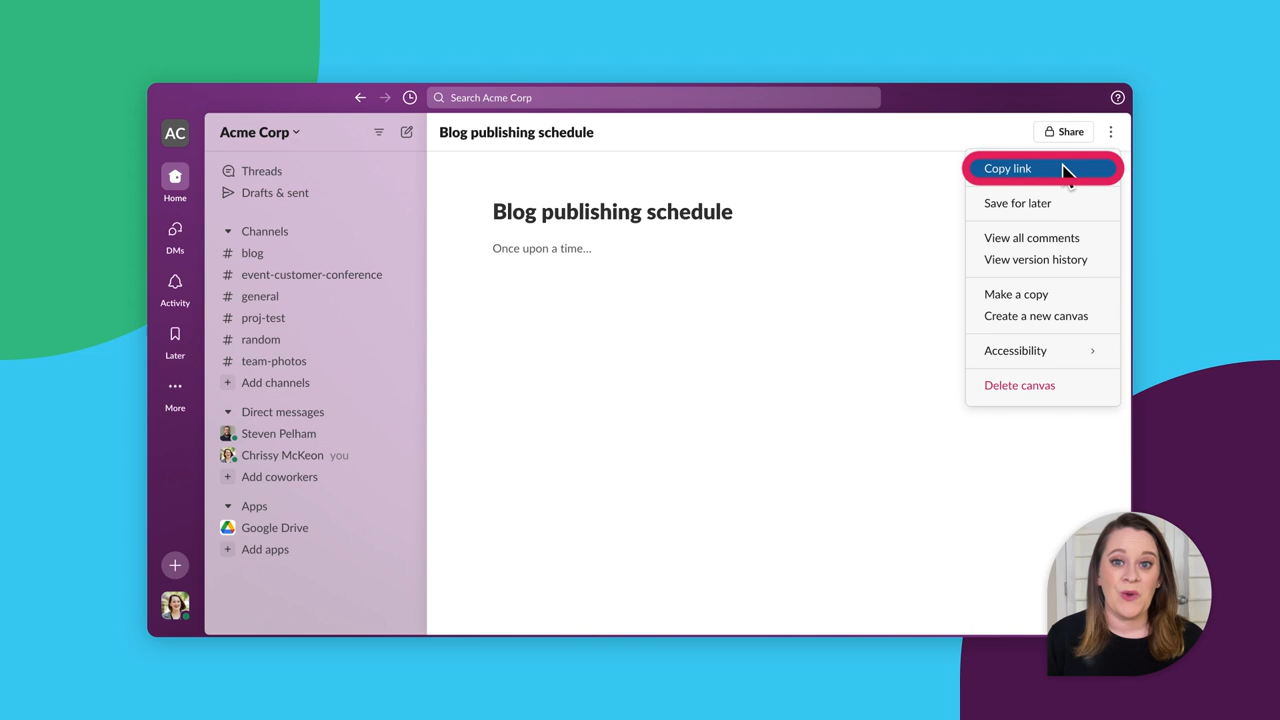 Search Acme Corp
AC
Home
DMs
Activity
Later
More
Acme Corp
Threads
Drafts & sent
Channels
# blog
# event-customer-conference
# general
# proj-test
# random
# team-photos
+ Add channels
Direct messages
Steven Pelham
Chrissy McKeon you
+ Add coworkers
Apps
Google Drive
+ Add apps
Blog publishing schedule
Share
Blog publishing schedule
Once upon a time...
Copy link
Save for later
View all comments
View version history
Make a copy
Create a new canvas
Accessibility
Delete canvas